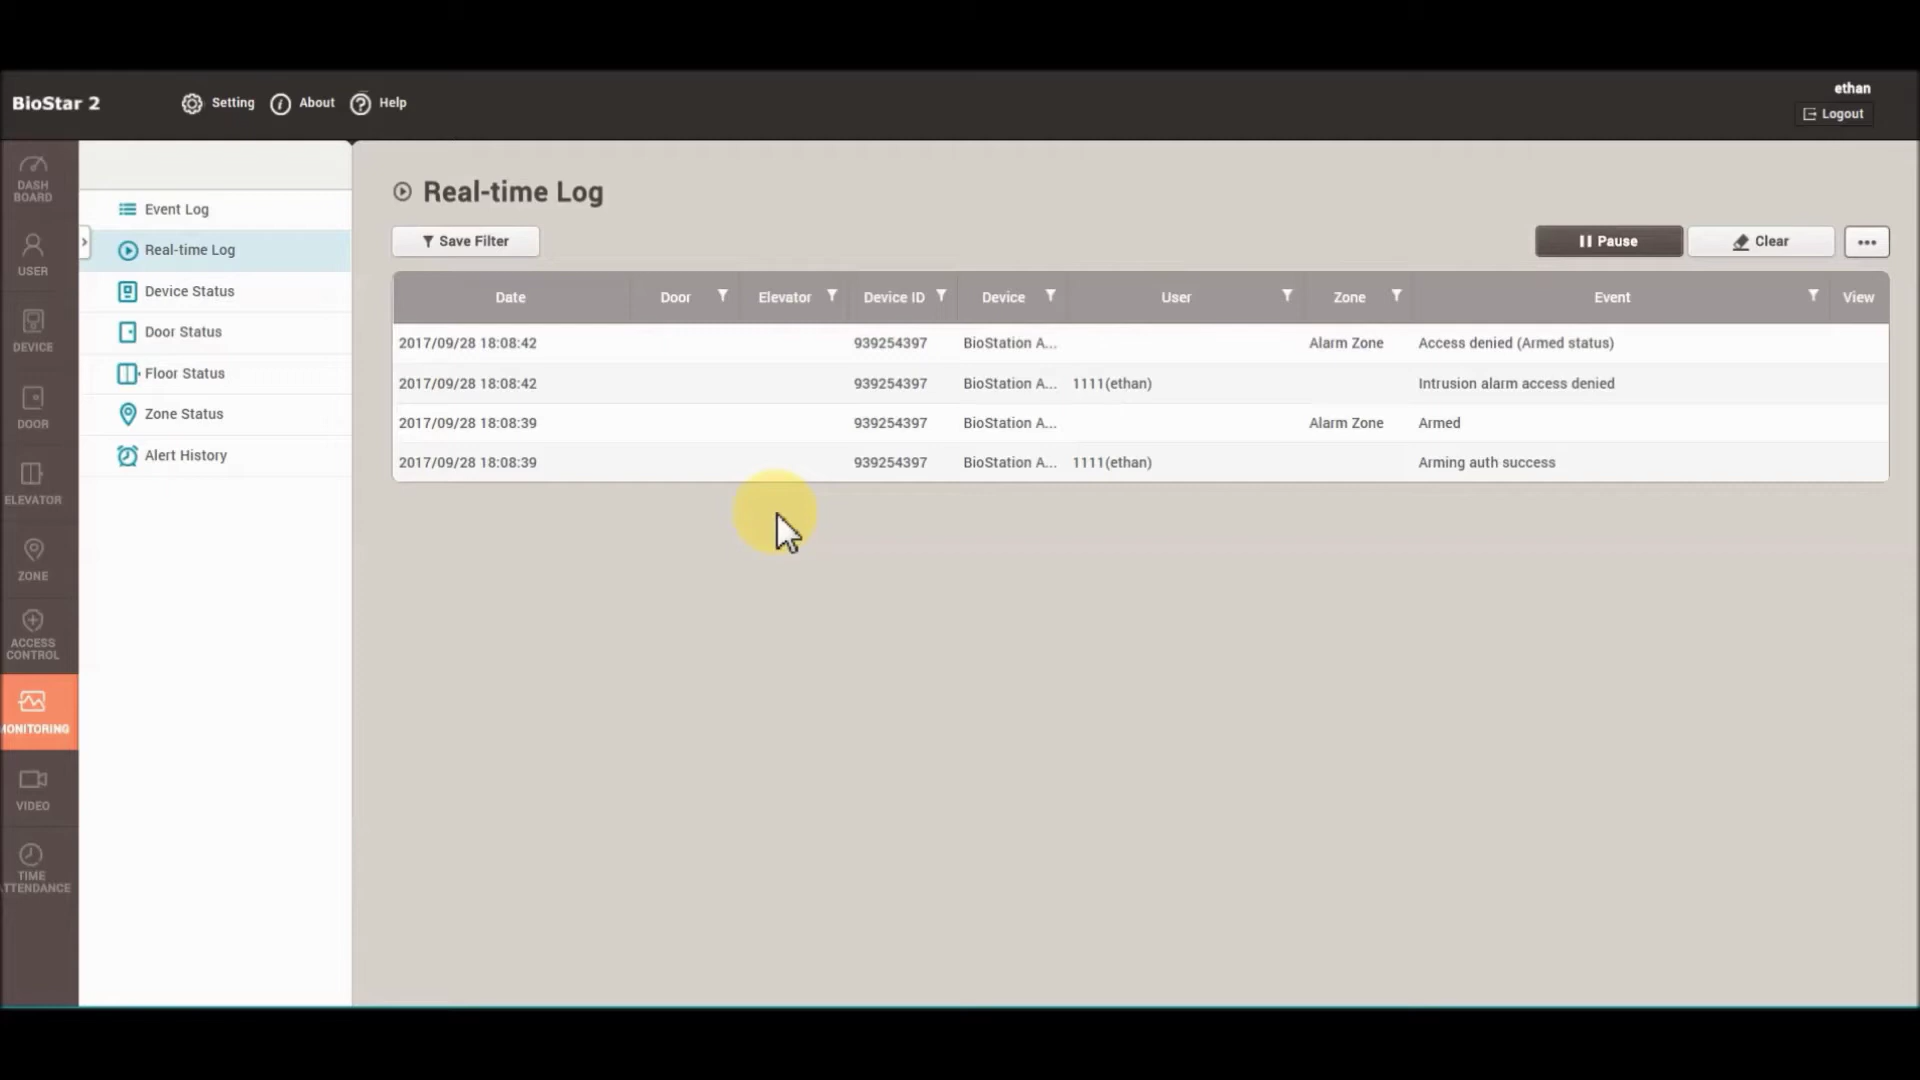 BioStar 2
Setting
About
Help
ethan
Logout
DASH
BOARD
USER
DEVICE
DOOR
ELEVATOR
ZONE
ACCESS
CONTROL
MONITORING
VIDEO
TIME
ATTENDANCE
Event Log
Real-time Log
Device Status
Door Status
Floor Status
Zone Status
Alert History
Real-time Log
Save Filter
Pause
Clear
Date Door Elevator Device ID Device User Zone Event View
2017/09/28 18:08:42 939254397 BioStation A... Alarm Zone Access denied (Armed status)
2017/09/28 18:08:42 939254397 BioStation A... 1111(ethan) Intrusion alarm access denied
2017/09/28 18:08:39 939254397 BioStation A... Alarm Zone Armed
2017/09/28 18:08:39 939254397 BioStation A... 1111(ethan) Arming auth success